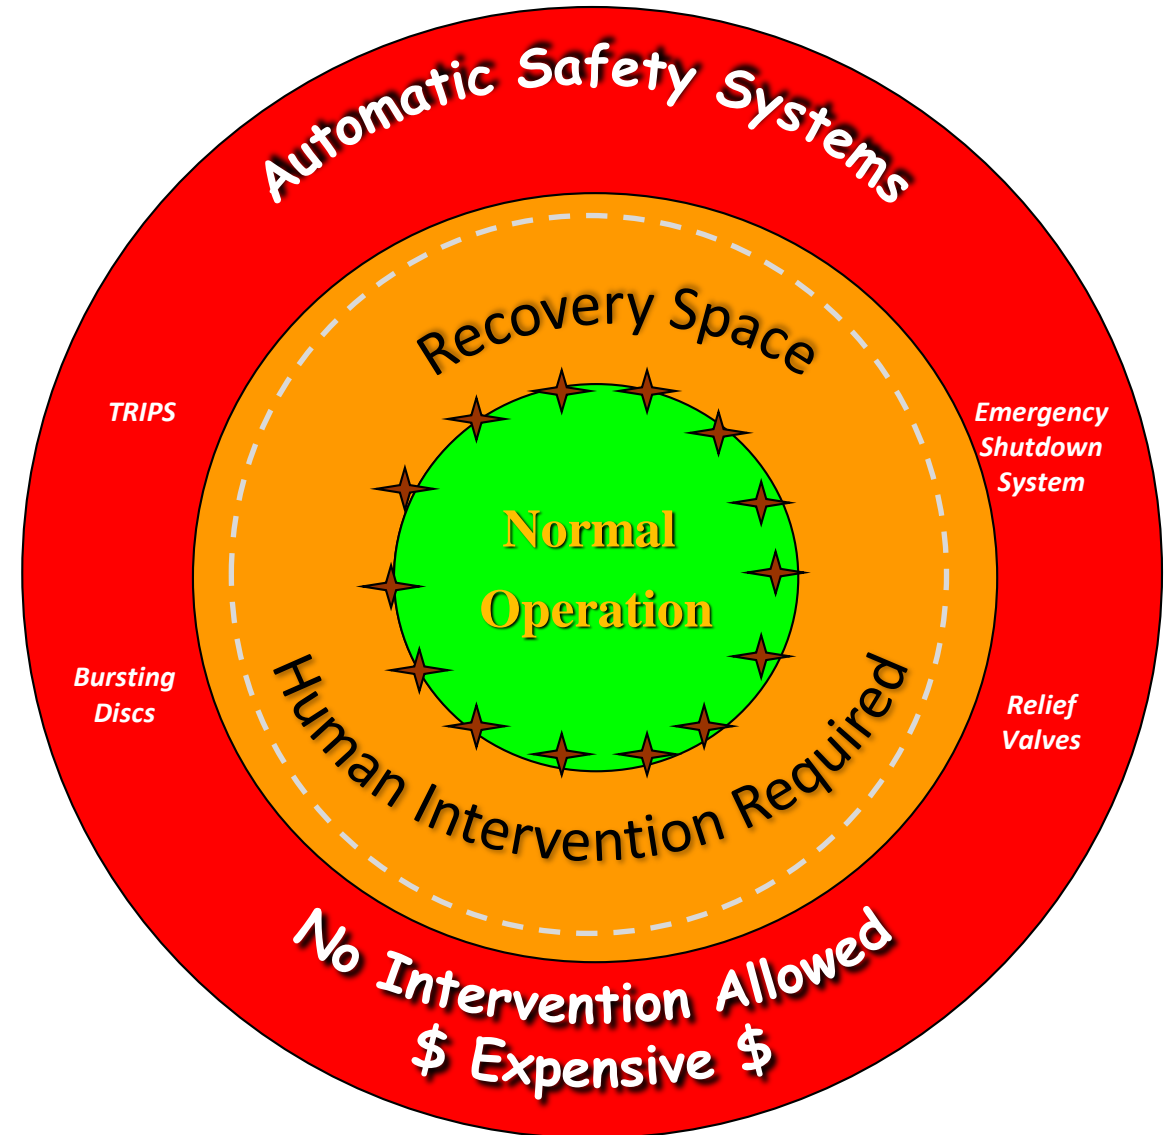 Automatic Safety Systems
Recovery Space
TRIPS
Emergency
Shutdown
System
Normal
Operation
Bursting
Discs
Relief
Valves
Human Intervention Required
No Intervention Allowed
$ Expensive $